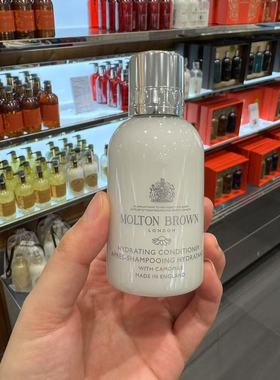 MOLTON BROWN
LONDON
HYDRATING CONDITIONER
APRÈS-SHAMPOOING HYDRATANT
WITH CAMOMILE
MADE IN ENGLAND